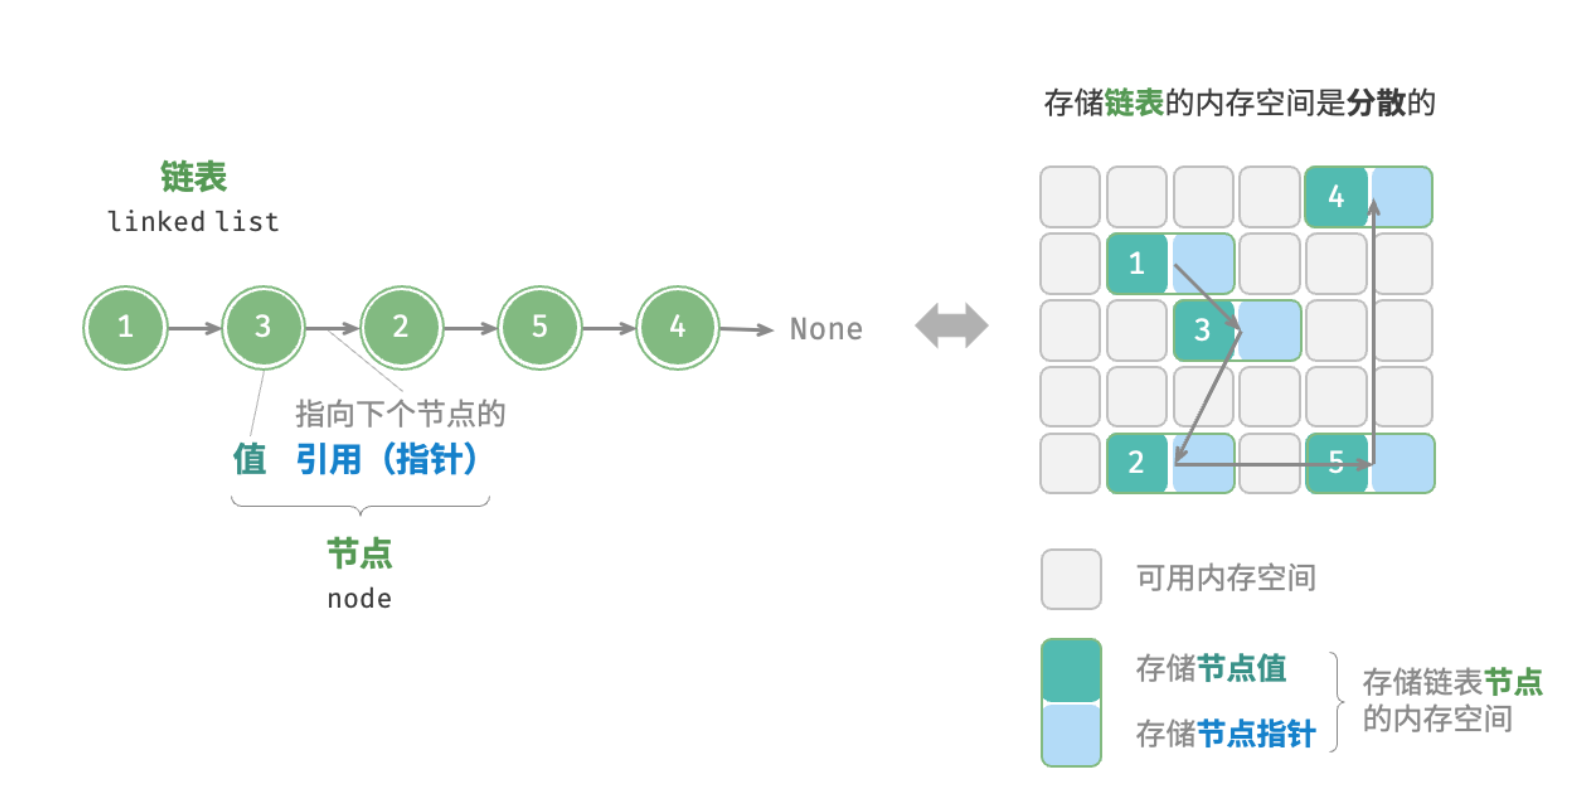 链表
linked list
1
3
2
5
4
None
指向下个节点的
值 引用（指针）
节点
node
存储链表的内存空间是分散的
4
1
3
2
5
可用内存空间
存储节点值
存储节点指针
存储链表节点
的内存空间